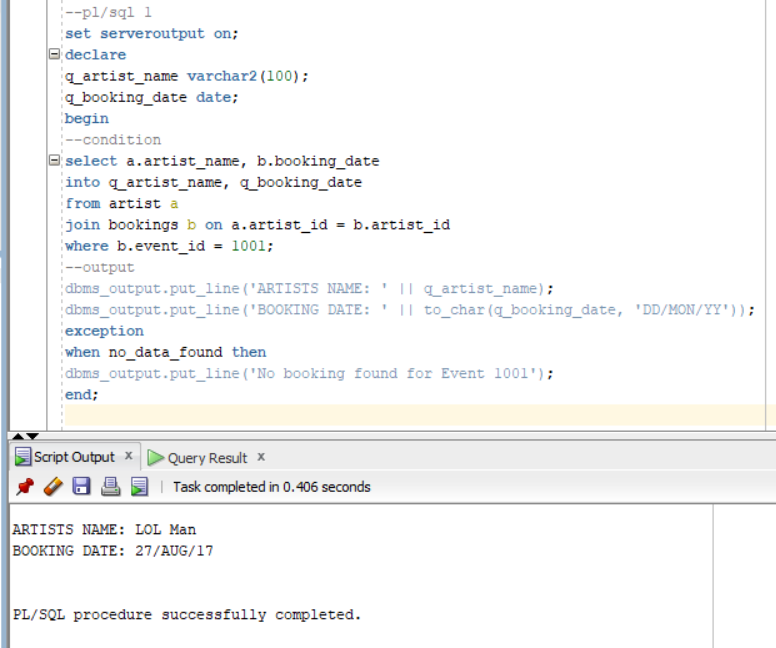 --pl/sql 1
set serveroutput on;
declare
q_artist_name varchar2(100);
q_booking_date date;
begin
--condition
select a.artist_name, b.booking_date
into q_artist_name, q_booking_date
from artist a
join bookings b on a.artist_id = b.artist_id
where b.event_id = 1001;
--output
dbms_output.put_line('ARTISTS NAME: ' || q_artist_name);
dbms_output.put_line('BOOKING DATE: ' || to_char(q_booking_date, 'DD/MON/YY'));
exception
when no_data_found then
dbms_output.put_line('No booking found for Event 1001');
end;
Script Output x Query Result x
Task completed in 0.406 seconds
ARTISTS NAME: LOL Man
BOOKING DATE: 27/AUG/17
PL/SQL procedure successfully completed.